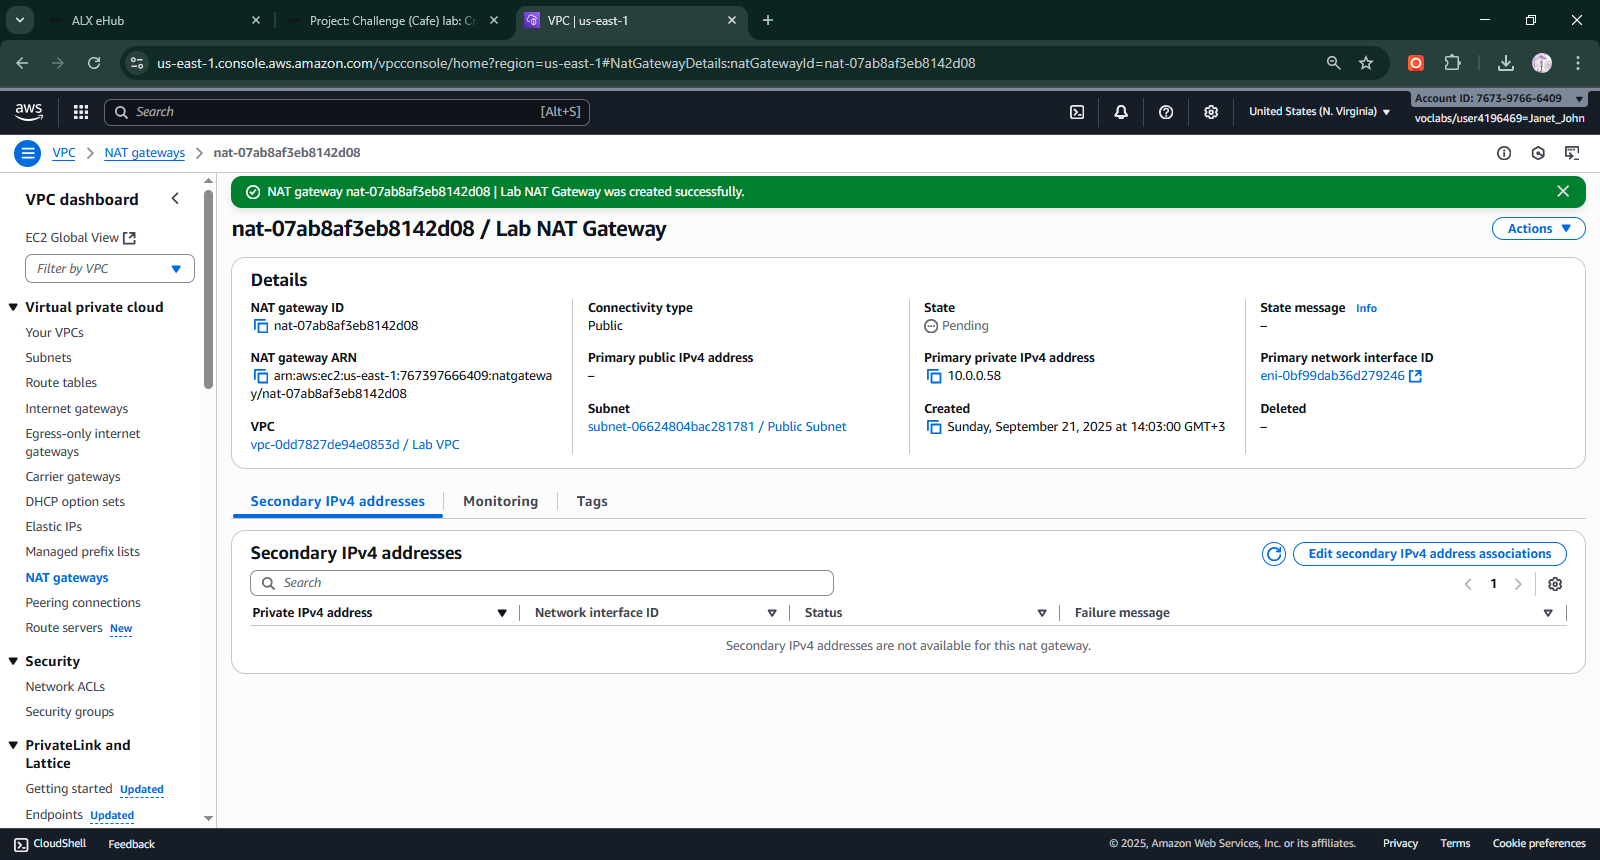 ALX eHub
Project: Challenge (Cafe) lab: Cr
VPC | us-east-1
us-east-1.console.aws.amazon.com/vpcconsole/home?region=us-east-1#NatGatewayDetails:natGatewayId=nat-07ab8af3eb8142d08
aws
Search
[Alt+S]
United States (N. Virginia)
Account ID: 7673-9766-6409
voclabs/user4196469=Janet_John
VPC
NAT gateways
nat-07ab8af3eb8142d08
VPC dashboard
EC2 Global View
Filter by VPC
Virtual private cloud
Your VPCs
Subnets
Route tables
Internet gateways
Egress-only internet
gateways
Carrier gateways
DHCP option sets
Elastic IPs
Managed prefix lists
NAT gateways
Peering connections
Route servers New
Security
Network ACLs
Security groups
PrivateLink and
Lattice
Getting started Updated
Endpoints Updated
NAT gateway nat-07ab8af3eb8142d08 | Lab NAT Gateway was created successfully.
nat-07ab8af3eb8142d08 / Lab NAT Gateway
Actions
Details
NAT gateway ID
nat-07ab8af3eb8142d08
NAT gateway ARN
arn:aws:ec2:us-east-1:767397666409:natgatewa
y/nat-07ab8af3eb8142d08
VPC
vpc-0dd7827de94e0853d / Lab VPC
Connectivity type
Public
Primary public IPv4 address
–
Subnet
subnet-06624804bac281781 / Public Subnet
State
Pending
Primary private IPv4 address
10.0.0.58
Created
Sunday, September 21, 2025 at 14:03:00 GMT+3
State message Info
–
Primary network interface ID
eni-0bf99dab36d279246
Deleted
–
Secondary IPv4 addresses
Monitoring
Tags
Secondary IPv4 addresses
Edit secondary IPv4 address associations
Search
1
Private IPv4 address
Network interface ID
Status
Failure message
Secondary IPv4 addresses are not available for this nat gateway.
CloudShell
Feedback
© 2025, Amazon Web Services, Inc. or its affiliates.
Privacy
Terms
Cookie preferences